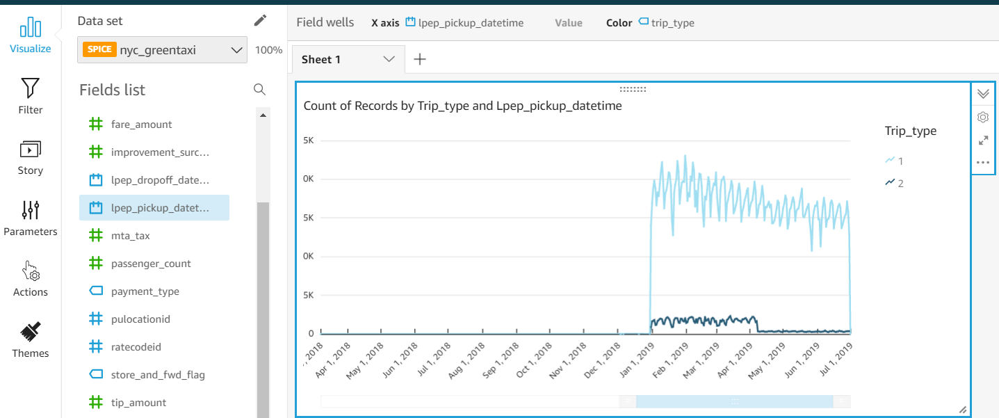 Visualize
Filter
Story
Parameters
Actions
Themes
Data set
SPICE nyc_greentaxi
100%
Fields list
fare_amount
improvement_surc...
lpep_dropoff_date...
lpep_pickup_datet...
mta_tax
passenger_count
payment_type
pulocationid
ratecodeid
store_and_fwd_flag
tip_amount
Field wells X axis lpep_pickup_datetime Value Color trip_type
Sheet 1
Count of Records by Trip_type and Lpep_pickup_datetime
5K
0K
5K
0K
5K
0
, 2018
Apr 1, 2018
May 1, 2018
Jun 1, 2018
Jul 1, 2018
Aug 1, 2018
Sep 1, 2018
Oct 1, 2018
Nov 1, 2018
Dec 1, 2018
Jan 1, 2019
Feb 1, 2019
Mar 1, 2019
Apr 1, 2019
May 1, 2019
Jun 1, 2019
Jul 1, 2019
Trip_type
1
2